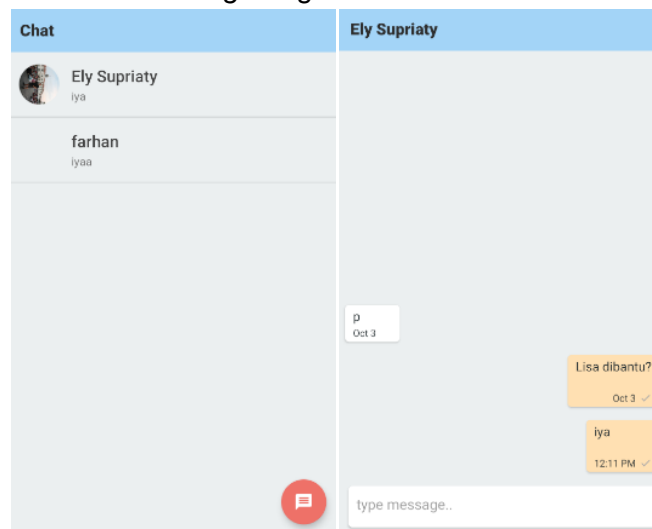 Chat
Ely Supriaty
iya
farhan
iyaa
Ely Supriaty
p
Oct 3
Lisa dibantu?
Oct 3
iya
12:11 PM
type message..